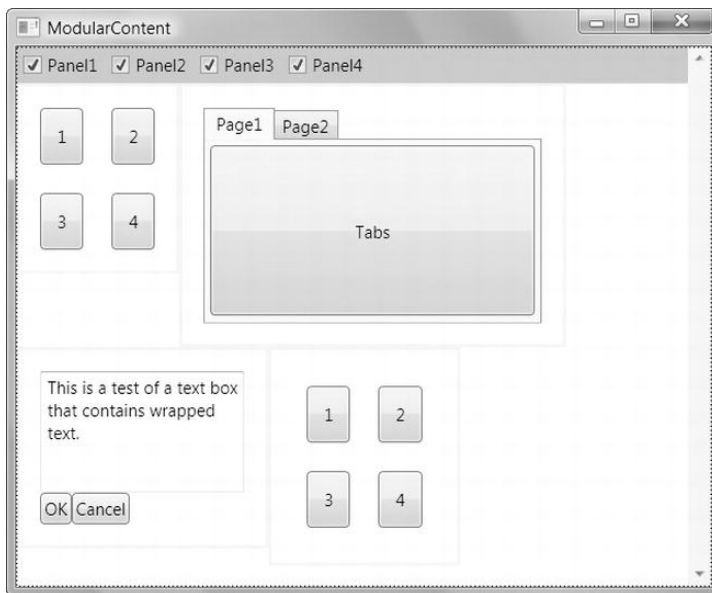 ModularContent
Panel1 Panel2 Panel3 Panel4
1 2
3 4
Page1 Page2
Tabs
This is a test of a text box
that contains wrapped
text.
OK Cancel
1 2
3 4